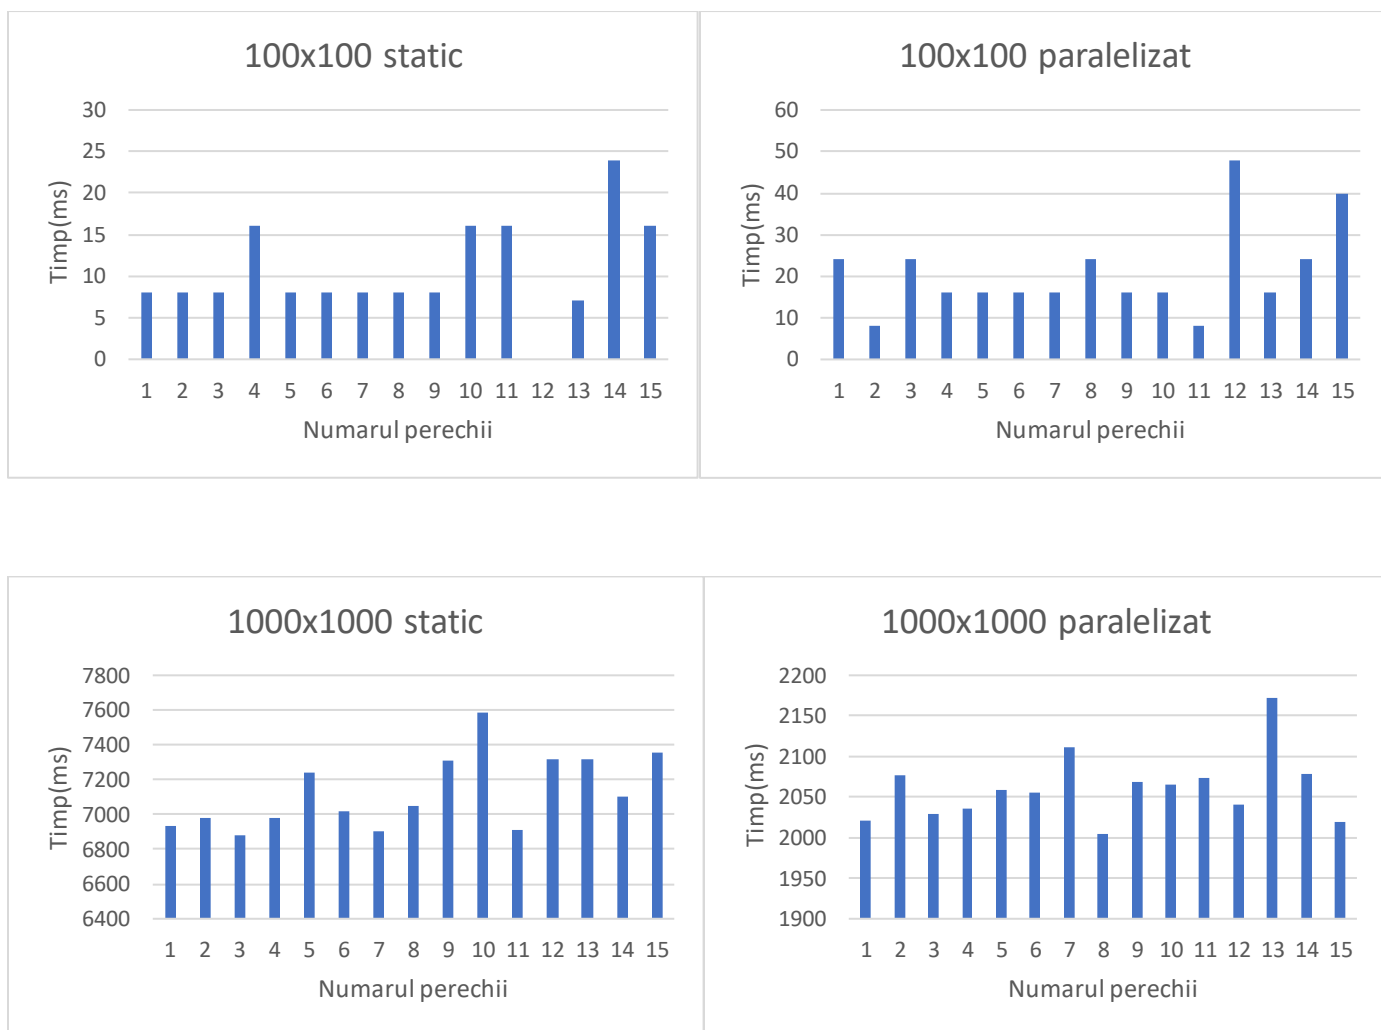 100x100 static
30
25
20
15
10
5
0
Timp(ms)
1 2 3 4 5 6 7 8 9 10 11 12 13 14 15
Numarul perechii
100x100 paralelizat
60
50
40
30
20
10
0
Timp(ms)
1 2 3 4 5 6 7 8 9 10 11 12 13 14 15
Numarul perechii
1000x1000 static
7800
7600
7400
7200
7000
6800
6600
6400
Timp(ms)
1 2 3 4 5 6 7 8 9 10 11 12 13 14 15
Numarul perechii
1000x1000 paralelizat
2200
2150
2100
2050
2000
1950
1900
Timp(ms)
1 2 3 4 5 6 7 8 9 10 11 12 13 14 15
Numarul perechii